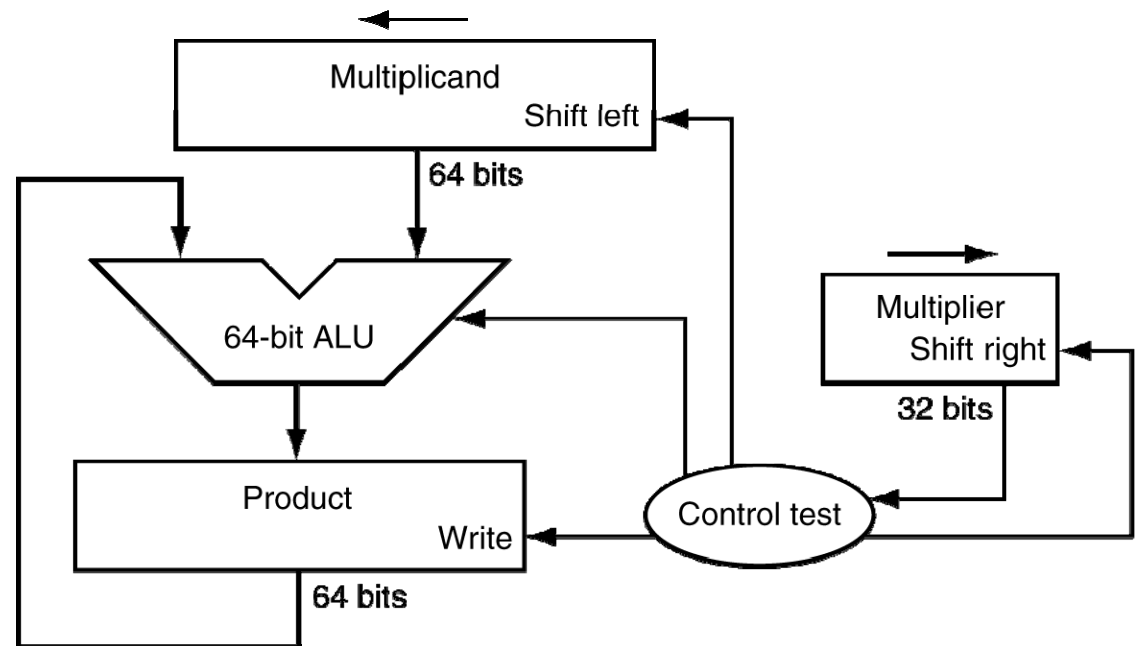 Multiplicand
Shift left
64 bits
64-bit ALU
Multiplier
Shift right
32 bits
Product
Write
64 bits
Control test